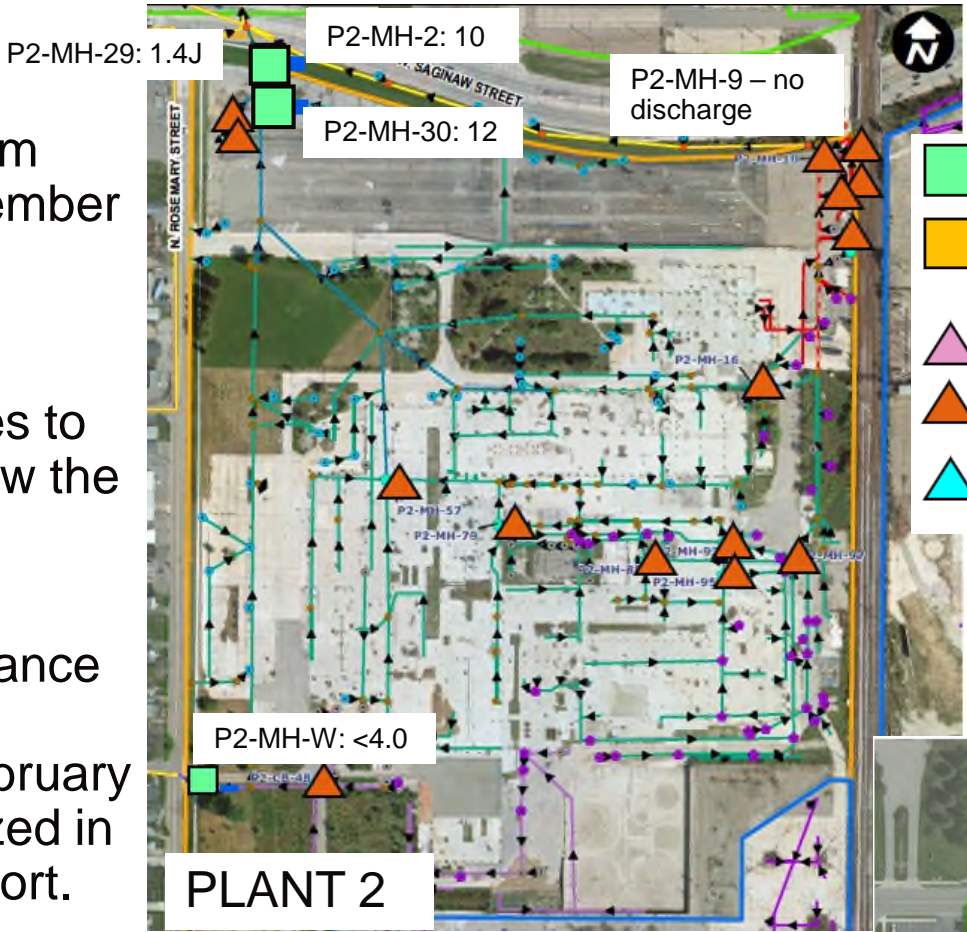 P2-MH-29: 1.4J
P2-MH-2: 10
N. SAGINAW STREET
P2-MH-30: 12
P2-MH-9 – no
discharge
N
N. ROSEMARY STREET
m
ember
es to
w the
ance
bruary
zed in
ort.
P2-MH-16
P2-MH-57
P2-MH-79
P2-MH-W: <4.0
P2-CB-48
PLANT 2